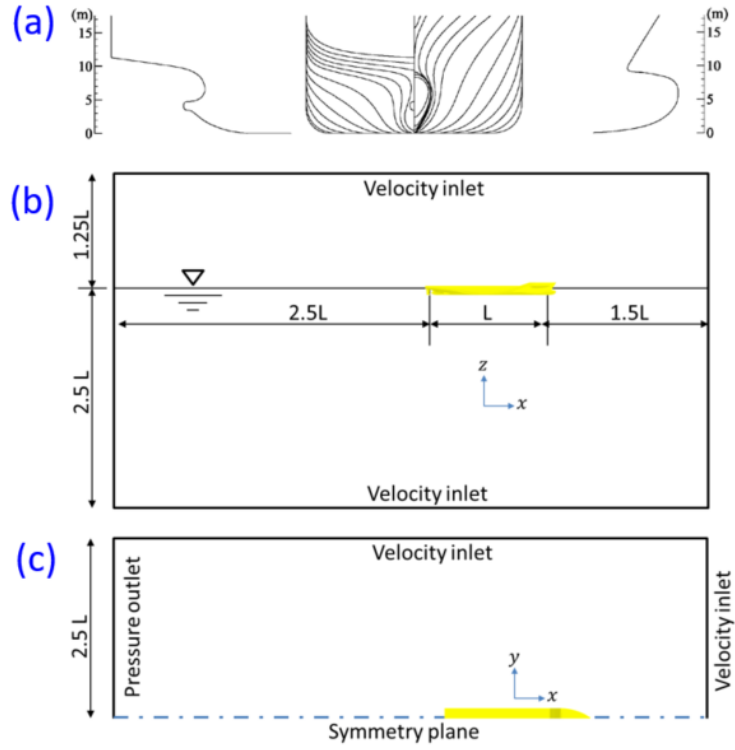 (a)
(m)
15
10
5
0
(m)
15
10
5
0
(b)
Velocity inlet
1.25L
2.5L
L
1.5L
2.5 L
z
x
Velocity inlet
(c)
Velocity inlet
2.5 L
Pressure outlet
y
x
Velocity inlet
Symmetry plane